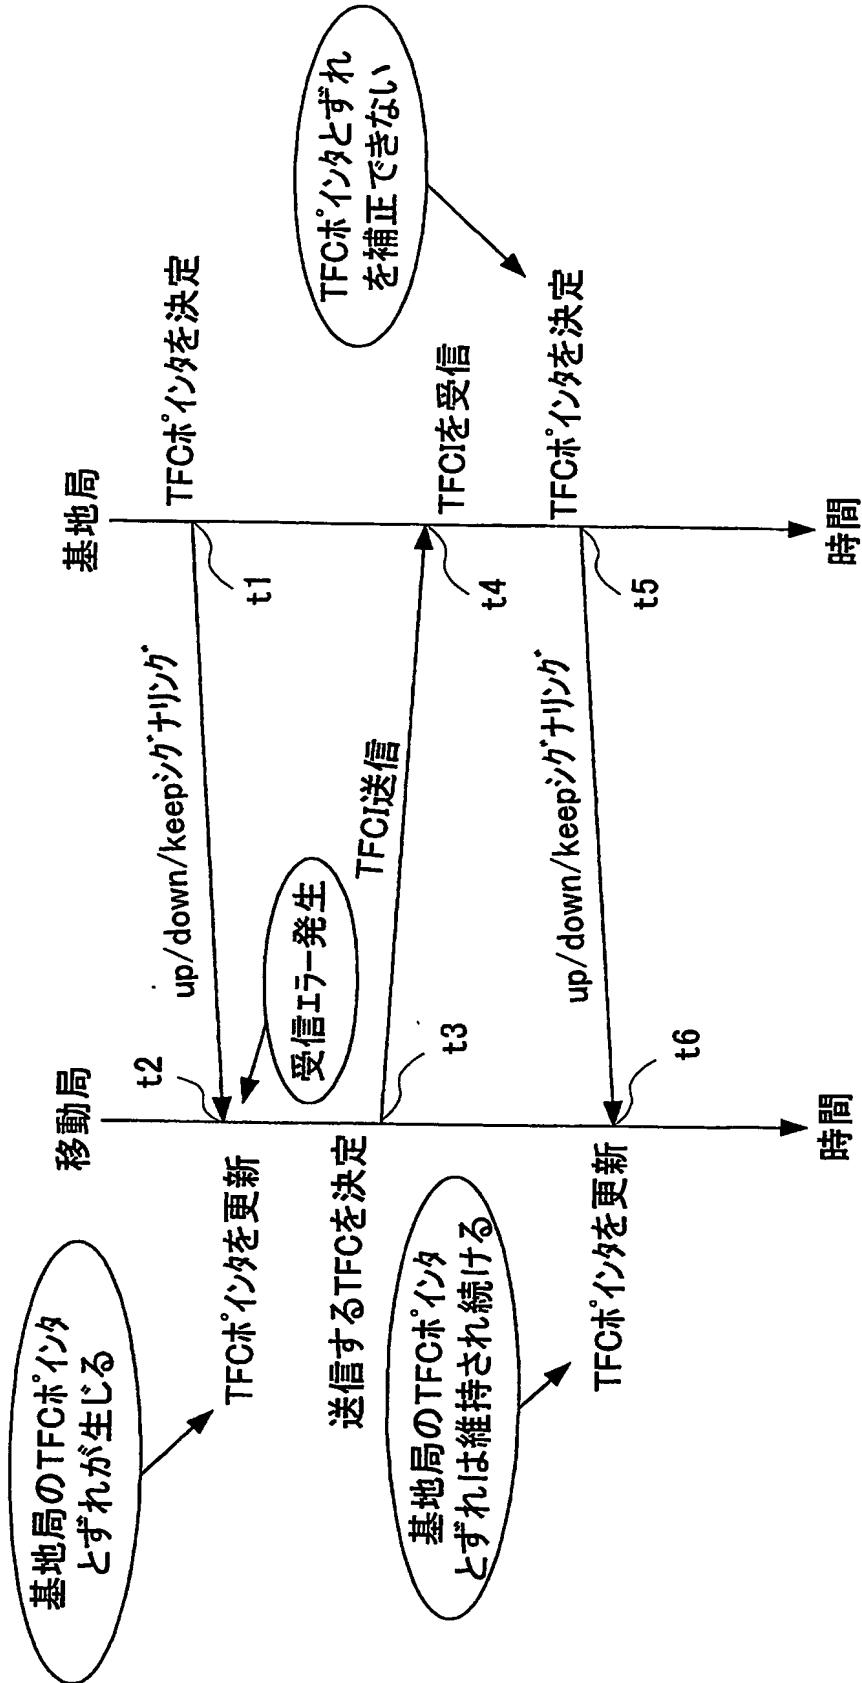 移動局
基地局
t1
TFCポインタを決定
up/down/keepシグナリング
t2
受信エラー発生
TFCポインタを更新
基地局のTFCポインタ
とずれが生じる
送信するTFCを決定
t3
TFCI送信
t4
TFCIを受信
TFCポインタとずれ
を補正できない
t5
TFCポインタを決定
up/down/keepシグナリング
t6
TFCポインタを更新
基地局のTFCポインタ
とずれは維持され続ける
時間
時間